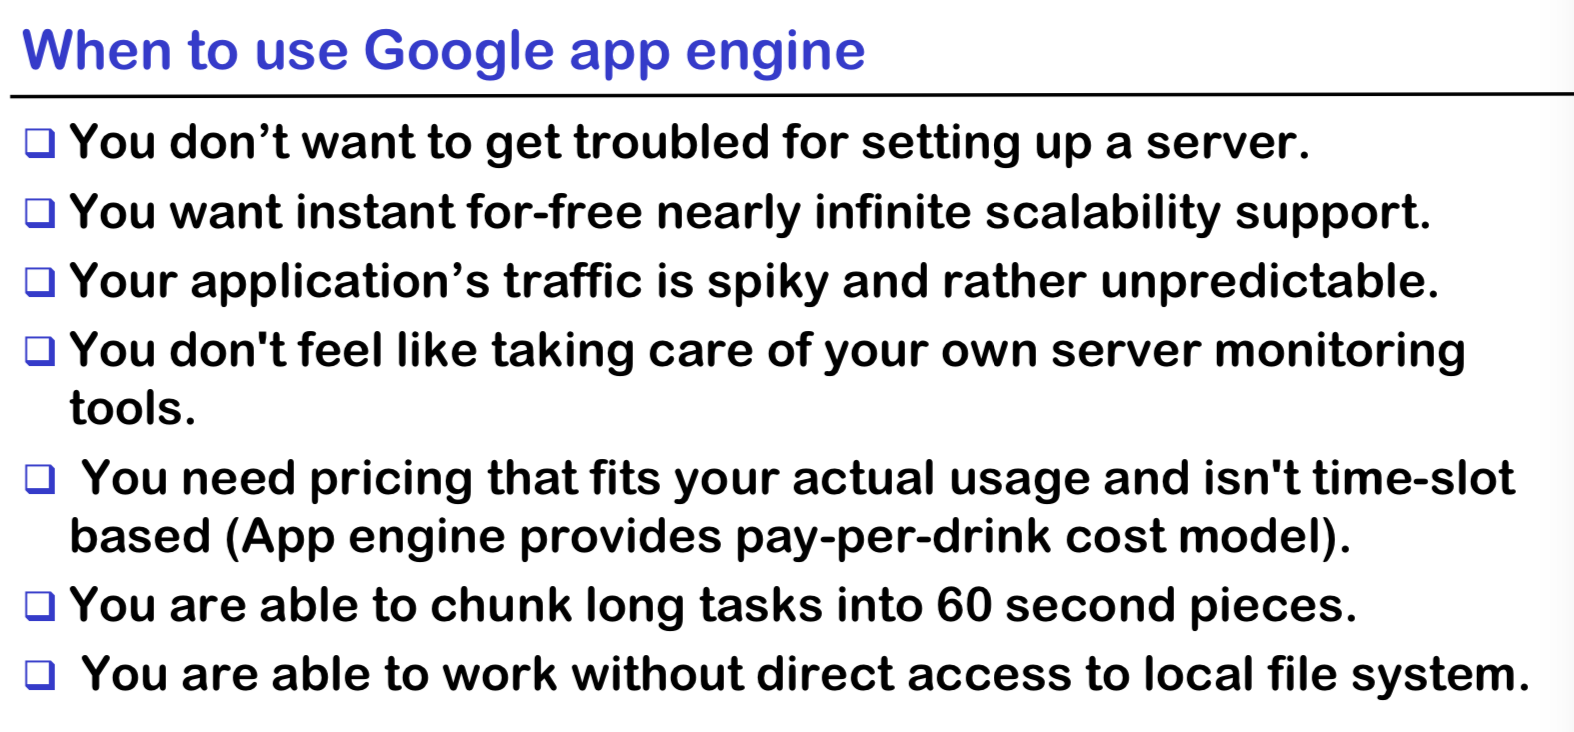 When to use Google app engine
❑ You don’t want to get troubled for setting up a server.
❑ You want instant for-free nearly infinite scalability support.
❑ Your application’s traffic is spiky and rather unpredictable.
❑ You don't feel like taking care of your own server monitoring
tools.
❑ You need pricing that fits your actual usage and isn't time-slot
based (App engine provides pay-per-drink cost model).
❑ You are able to chunk long tasks into 60 second pieces.
❑ You are able to work without direct access to local file system.